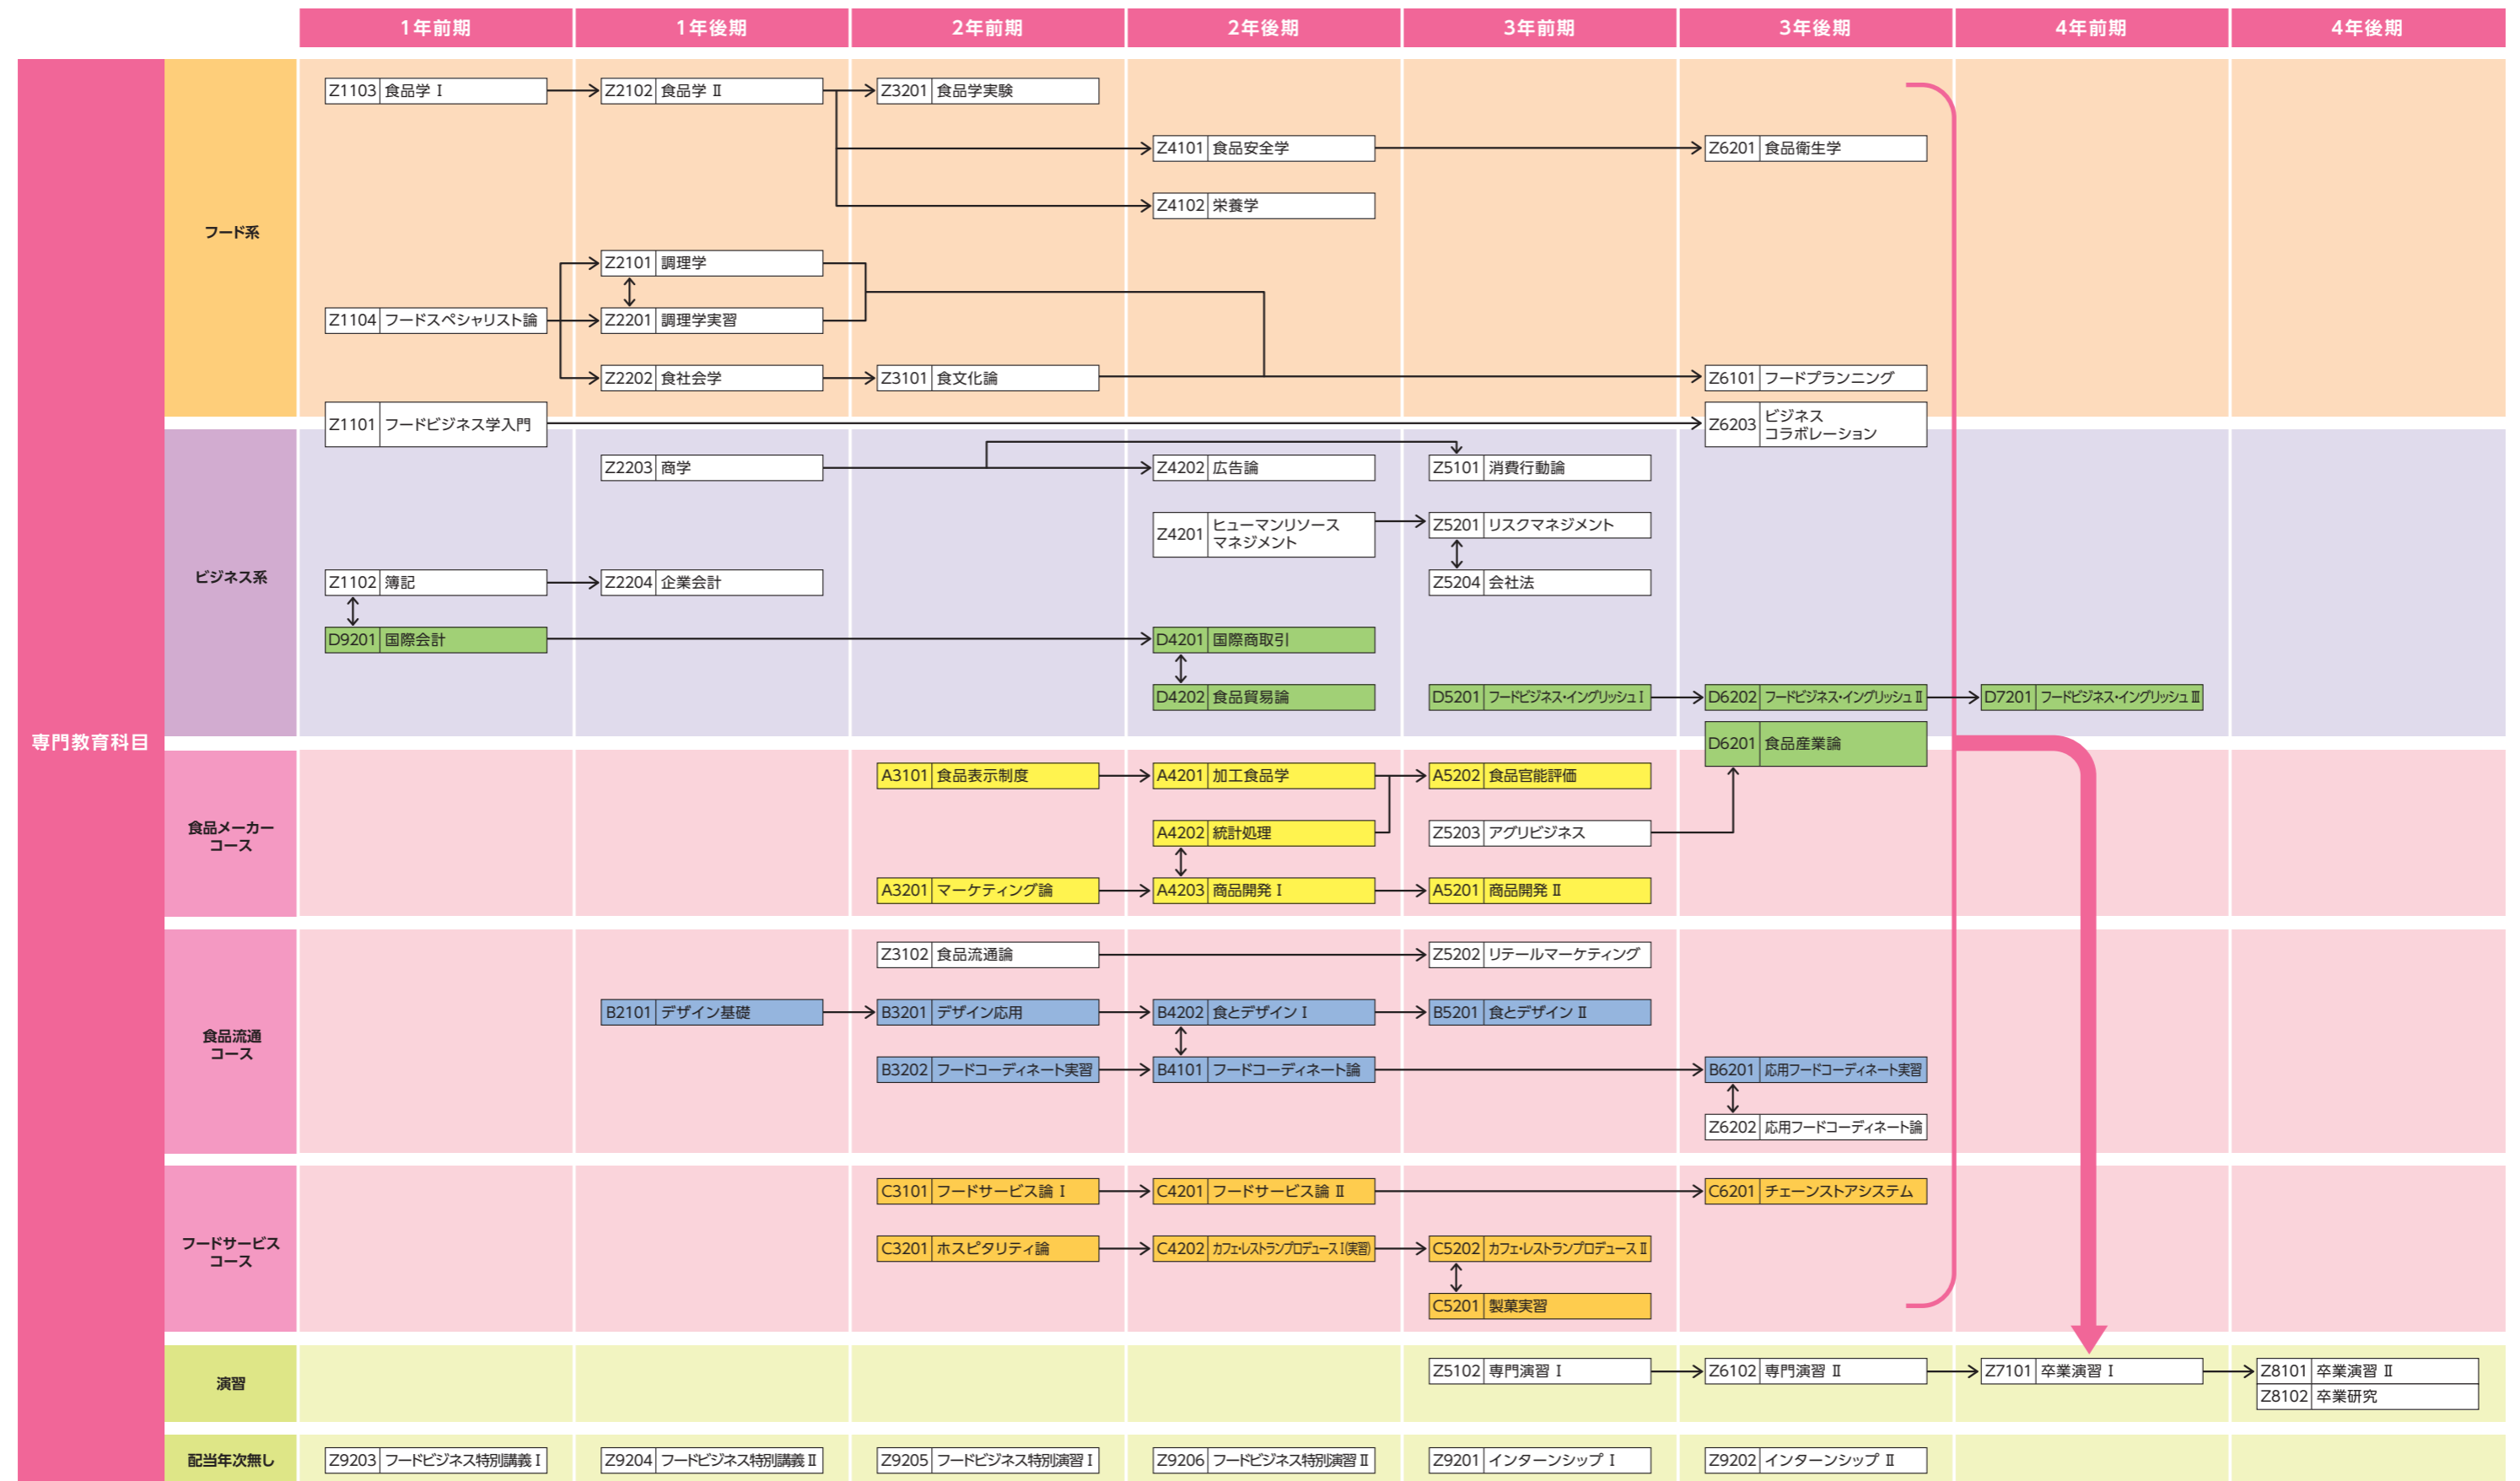 1年前期 1年後期 2年前期 2年後期 3年前期 3年後期 4年前期 4年後期
専門教育科目
フード系
Z1103 食品学 Ⅰ Z2102 食品学 Ⅱ Z3201 食品学実験
Z4101 食品安全学 Z6201 食品衛生学
Z4102 栄養学
Z2101 調理学
Z1104 フードスペシャリスト論 Z2201 調理学実習
Z2202 食社会学 Z3101 食文化論 Z6101 フードプランニング
Z1101 フードビジネス学入門 Z6203 ビジネス
コラボレーション
ビジネス系
Z2203 商学 Z4202 広告論 Z5101 消費行動論
Z4201 ヒューマンリソース
マネジメント
Z5201 リスクマネジメント
Z1102 簿記 Z2204 企業会計 Z5204 会社法
D9201 国際会計 D4201 国際商取引
D4202 食品貿易論 D5201 フードビジネス・イングリッシュⅠ D6202 フードビジネス・イングリッシュⅡ D7201 フードビジネス・イングリッシュⅢ
D6201 食品産業論
食品メーカー
コース
A3101 食品表示制度 A4201 加工食品学 A5202 食品官能評価
A4202 統計処理 Z5203 アグリビジネス
A3201 マーケティング論 A4203 商品開発 Ⅰ A5201 商品開発 Ⅱ
食品流通
コース
Z3102 食品流通論 Z5202 リテールマーケティング
B2101 デザイン基礎 B3201 デザイン応用 B4202 食とデザイン Ⅰ B5201 食とデザイン Ⅱ
B3202 フードコーディネート実習 B4101 フードコーディネート論 B6201 応用フードコーディネート実習
Z6202 応用フードコーディネート論
フードサービス
コース
C3101 フードサービス論 Ⅰ C4201 フードサービス論 Ⅱ C6201 チェーンストアシステム
C3201 ホスピタリティ論 C4202 カフェ・レストランプロデュースⅠ(実習) C5202 カフェ・レストランプロデュース Ⅱ
C5201 製菓実習
演習
Z5102 専門演習 Ⅰ Z6102 専門演習 Ⅱ Z7101 卒業演習 Ⅰ Z8101 卒業演習 Ⅱ
Z8102 卒業研究
配当年次無し
Z9203 フードビジネス特別講義Ⅰ Z9204 フードビジネス特別講義Ⅱ Z9205 フードビジネス特別演習Ⅰ Z9206 フードビジネス特別演習Ⅱ Z9201 インターンシップ Ⅰ Z9202 インターンシップ Ⅱ